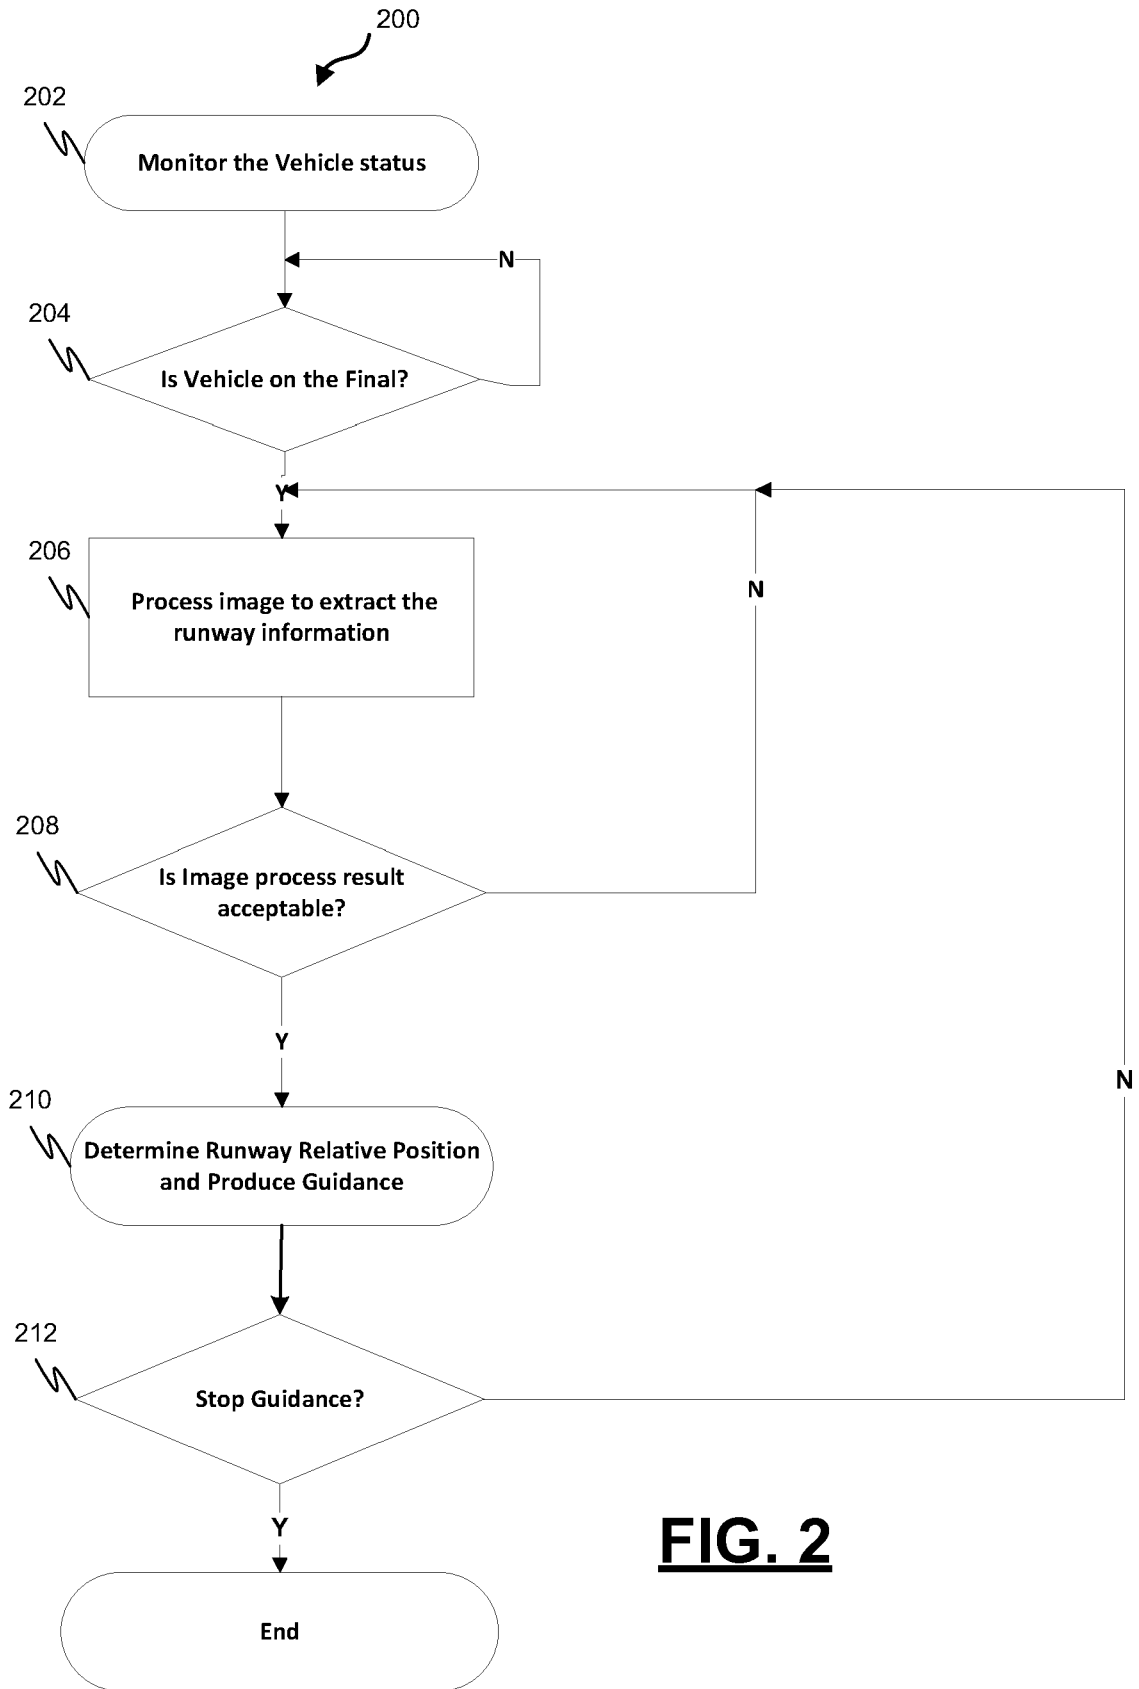 200
202
Monitor the Vehicle status
N
204
Is Vehicle on the Final?
Y
206
Process image to extract the
runway information
N
208
Is Image process result
acceptable?
Y
N
210
Determine Runway Relative Position
and Produce Guidance
212
Stop Guidance?
Y
FIG. 2
End